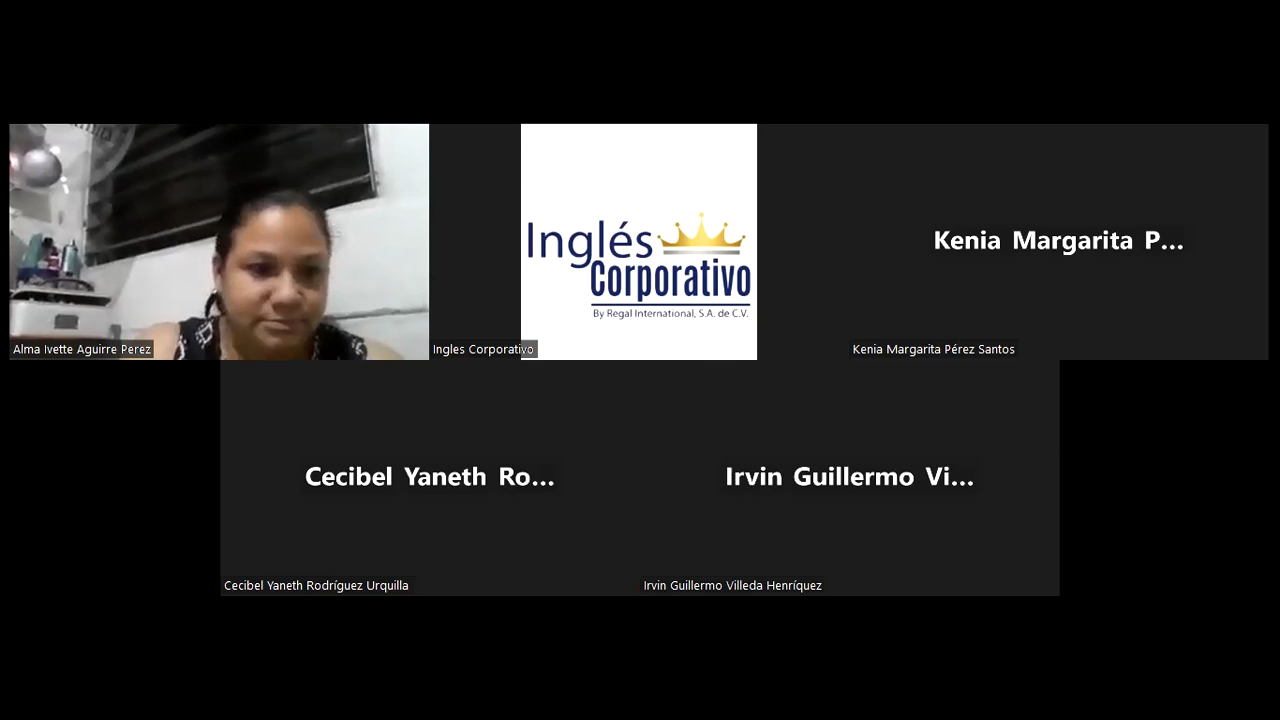 Inglés
Corporativo
By Regal International, S.A. de C.V.
Kenia Margarita P...
Alma Ivette Aguirre Perez
Ingles Corporativo
Kenia Margarita Pérez Santos
Cecibel Yaneth Ro...
Irvin Guillermo Vi...
Cecibel Yaneth Rodríguez Urquilla
Irvin Guillermo Villeda Henríquez